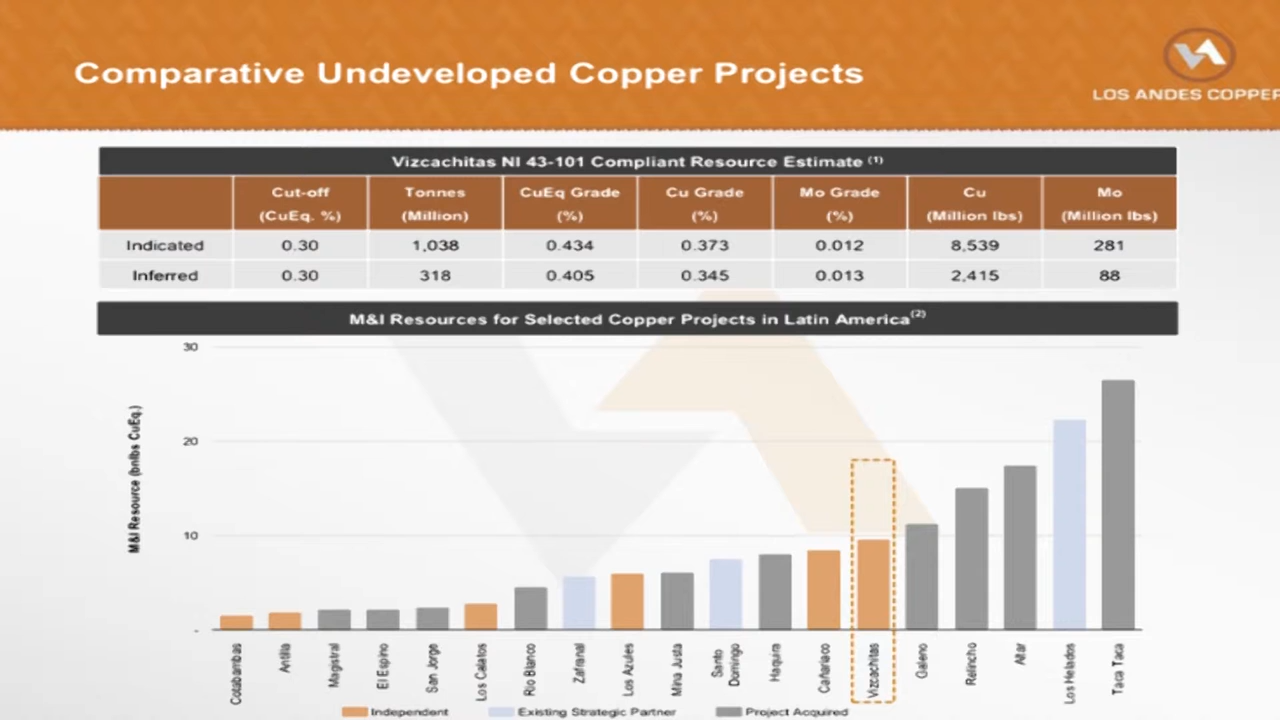 Comparative Undeveloped Copper Projects
LOS ANDES COPPER
Vizcachitas NI 43-101 Compliant Resource Estimate (1)
Cut-off (CuEq. %) Tonnes (Million) CuEq Grade (%) Cu Grade (%) Mo Grade (%) Cu (Million lbs) Mo (Million lbs)
Indicated 0.30 1,038 0.434 0.373 0.012 8,539 281
Inferred 0.30 318 0.405 0.345 0.013 2,415 88
M&I Resources for Selected Copper Projects in Latin America(2)
M&I Resource (bnlbs CuEq.)
30
20
10
-
Cotabambas
Antilla
Magistral
El Espino
San Jorge
Los Calatos
Rio Blanco
Zafranal
Los Azules
Mina Justa
Santo
Domingo
Haquira
Cañariaco
Vizcachitas
Galeno
Relincho
Altar
Los Helados
Taca Taca
Independent
Existing Strategic Partner
Project Acquired